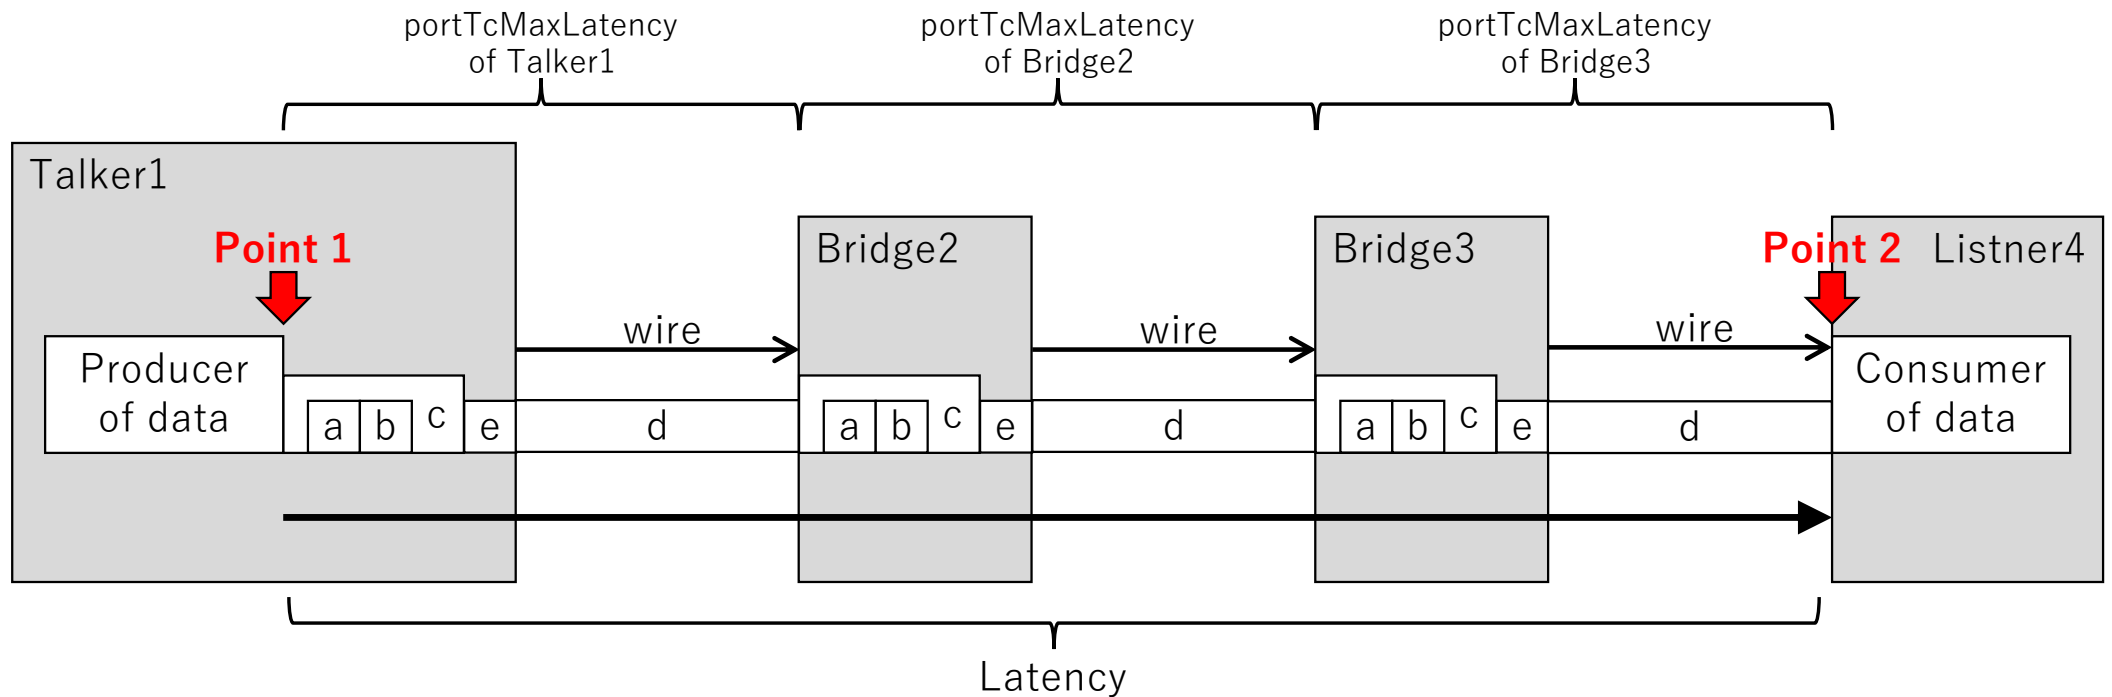 portTcMaxLatency
of Talker1
portTcMaxLatency
of Bridge2
portTcMaxLatency
of Bridge3
Talker1
Point 1
Bridge2
Bridge3
Point 2
Listner4
wire
wire
wire
Producer
of data
a b c e
d
a b c e
d
a b c e
d
Consumer
of data
Latency